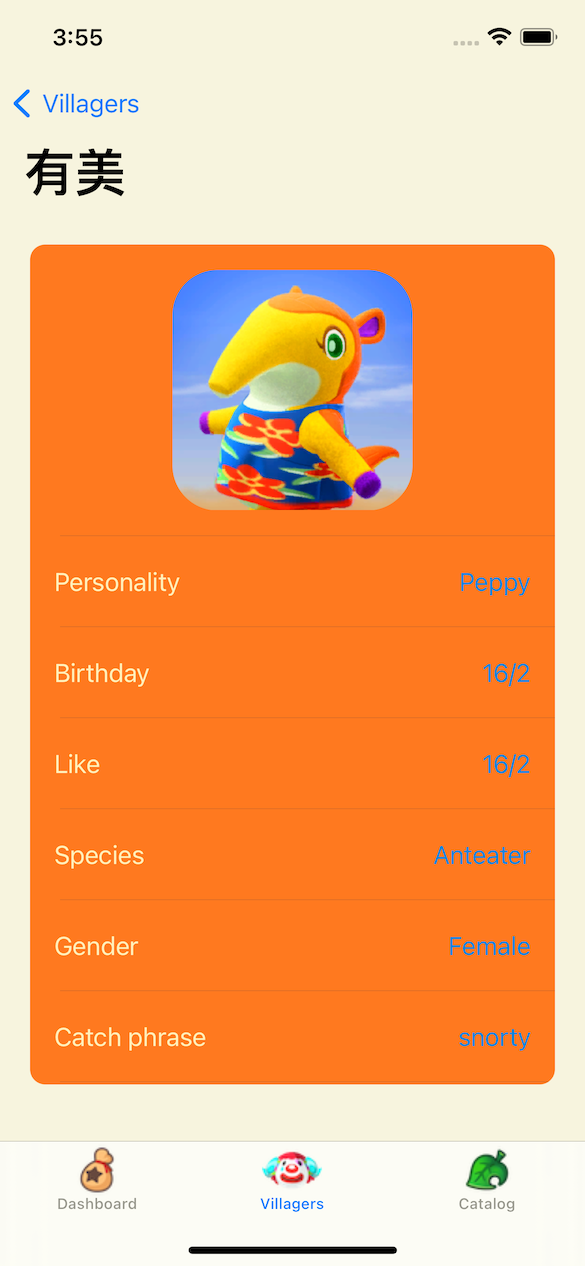 3:55
Villagers
有美
Personality Peppy
Birthday 16/2
Like 16/2
Species Anteater
Gender Female
Catch phrase snorty
Dashboard Villagers Catalog